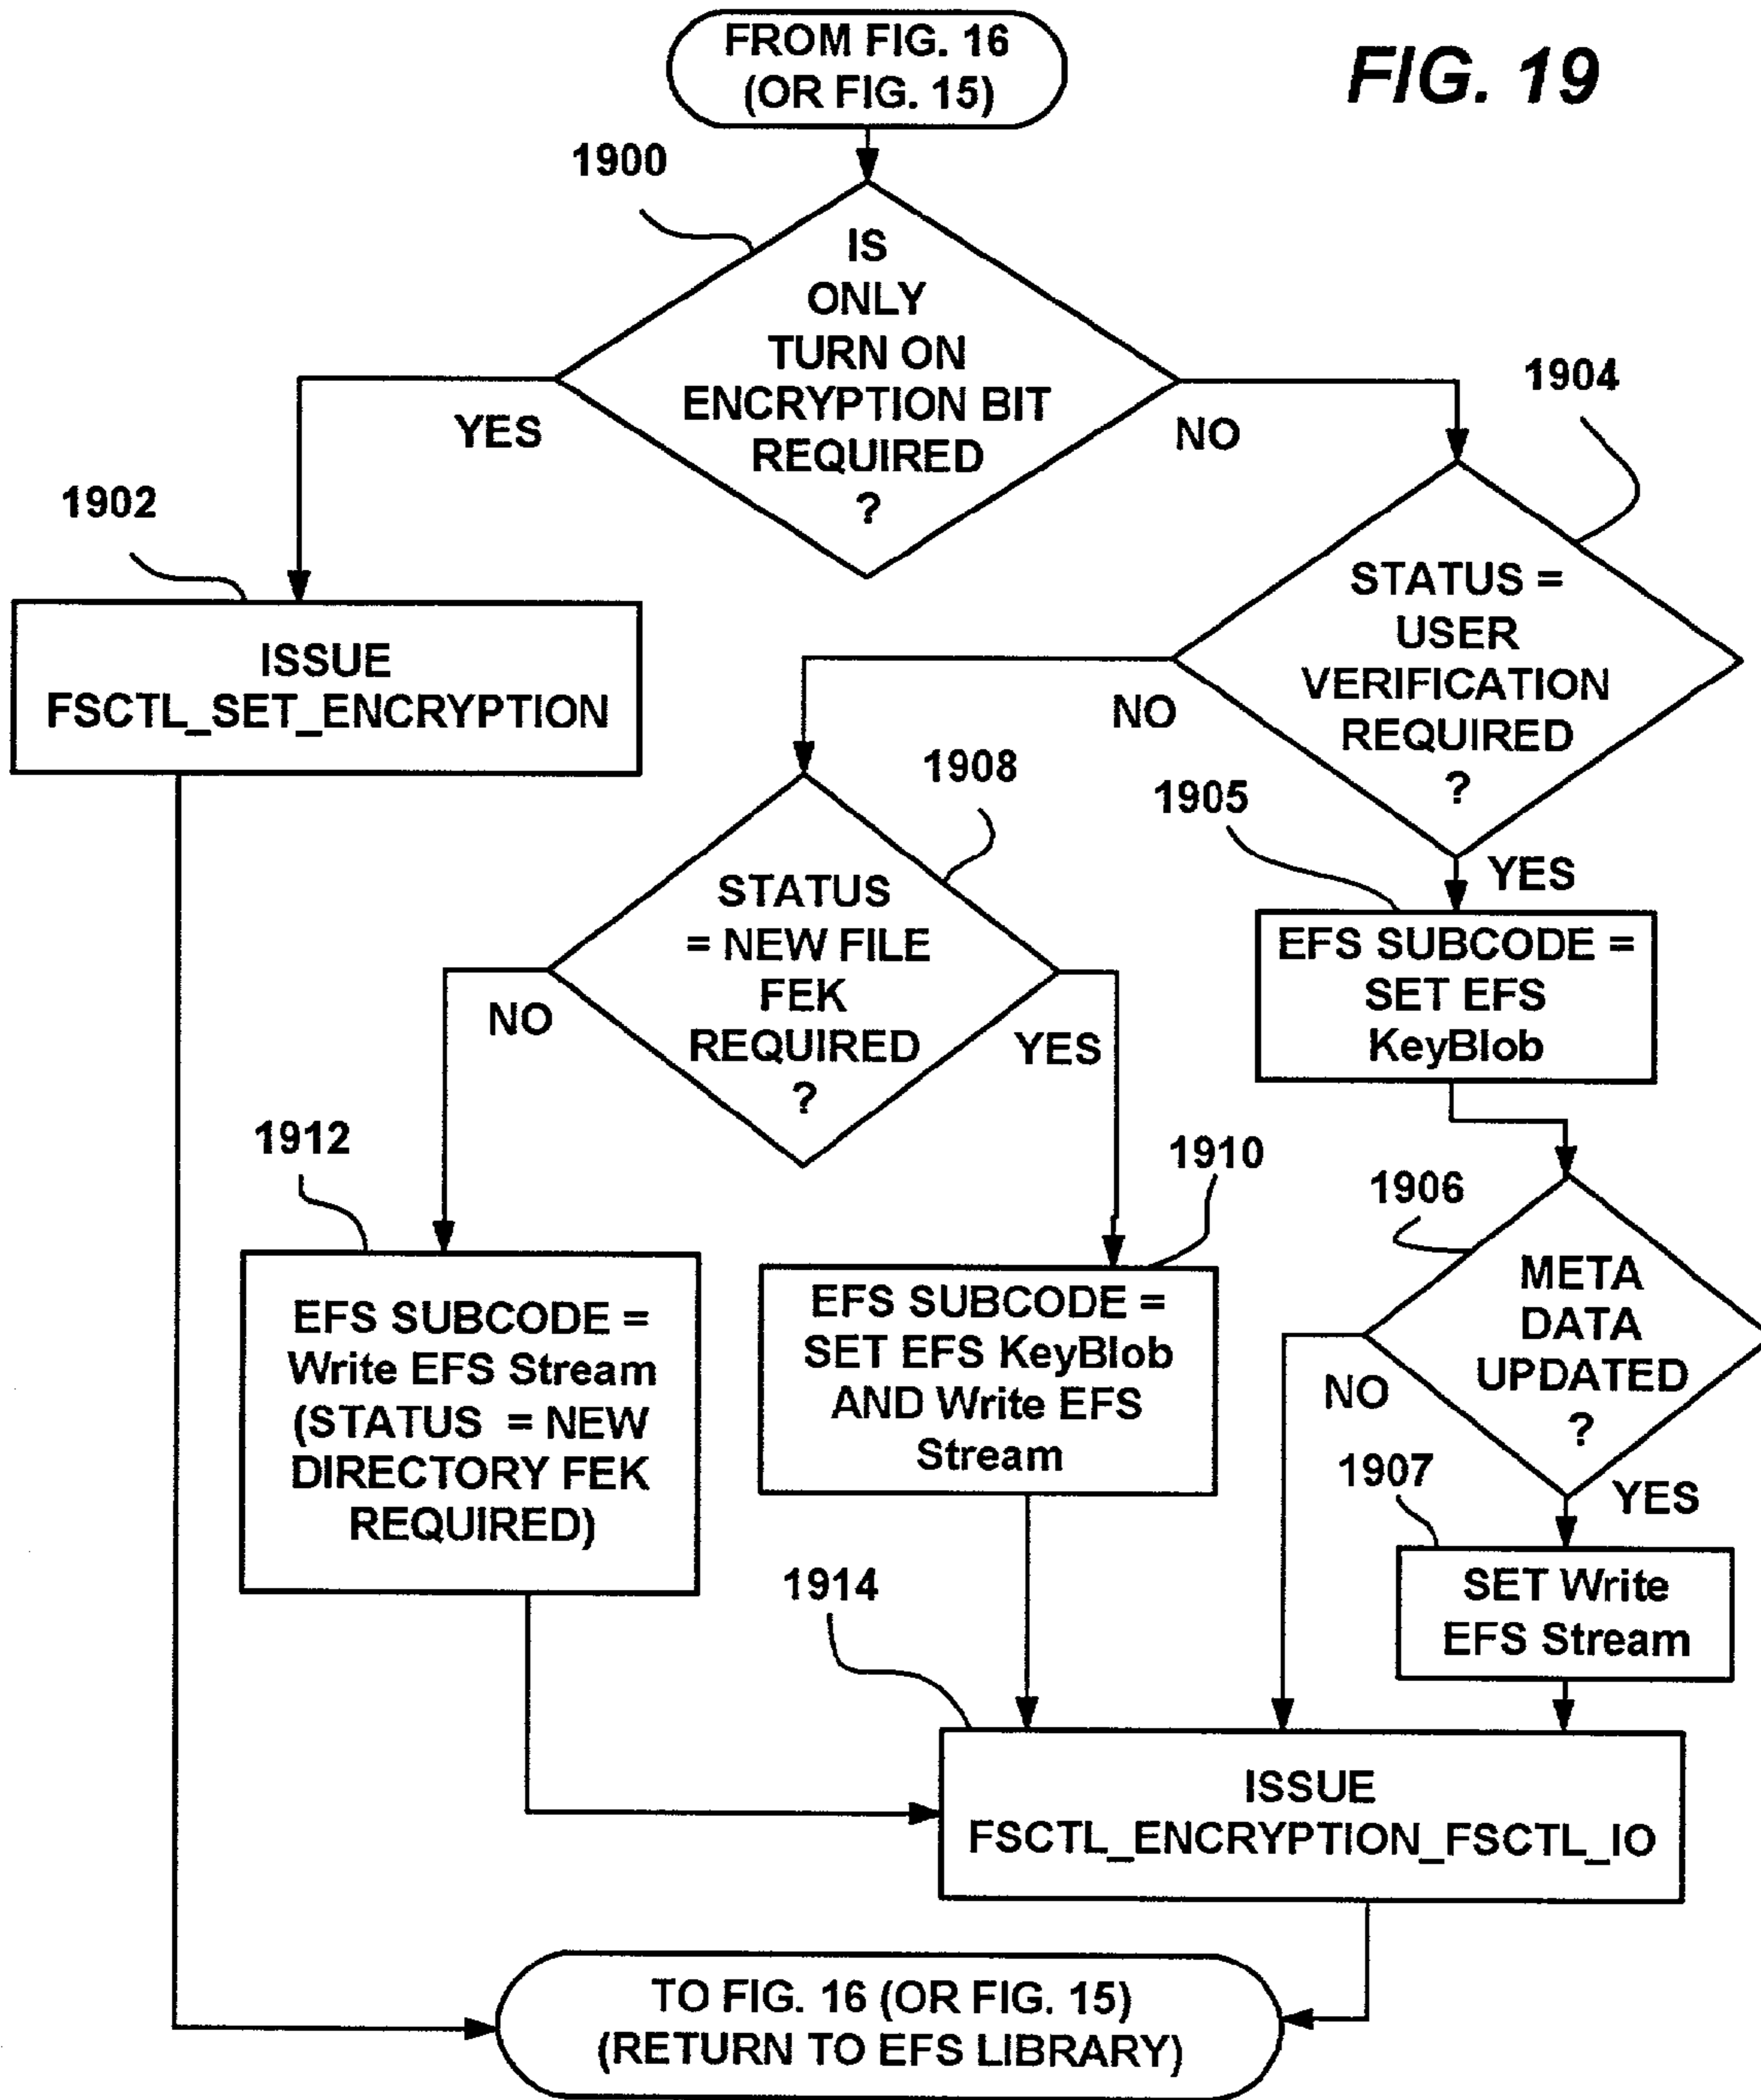 FROM FIG. 16
(OR FIG. 15)
FIG. 19
1900
IS
ONLY
TURN ON
ENCRYPTION BIT
REQUIRED
?
YES
NO
1904
1902
ISSUE
FSCTL_SET_ENCRYPTION
STATUS =
USER
VERIFICATION
REQUIRED
?
NO
YES
1908
1905
STATUS
= NEW FILE
FEK
REQUIRED
?
NO
YES
EFS SUBCODE =
SET EFS
KeyBlob
1912
1910
1906
EFS SUBCODE =
Write EFS Stream
(STATUS = NEW
DIRECTORY FEK
REQUIRED)
EFS SUBCODE =
SET EFS KeyBlob
AND Write EFS
Stream
META
DATA
UPDATED
?
NO
YES
1907
SET Write
EFS Stream
1914
ISSUE
FSCTL_ENCRYPTION_FSCTL_IO
TO FIG. 16 (OR FIG. 15)
(RETURN TO EFS LIBRARY)